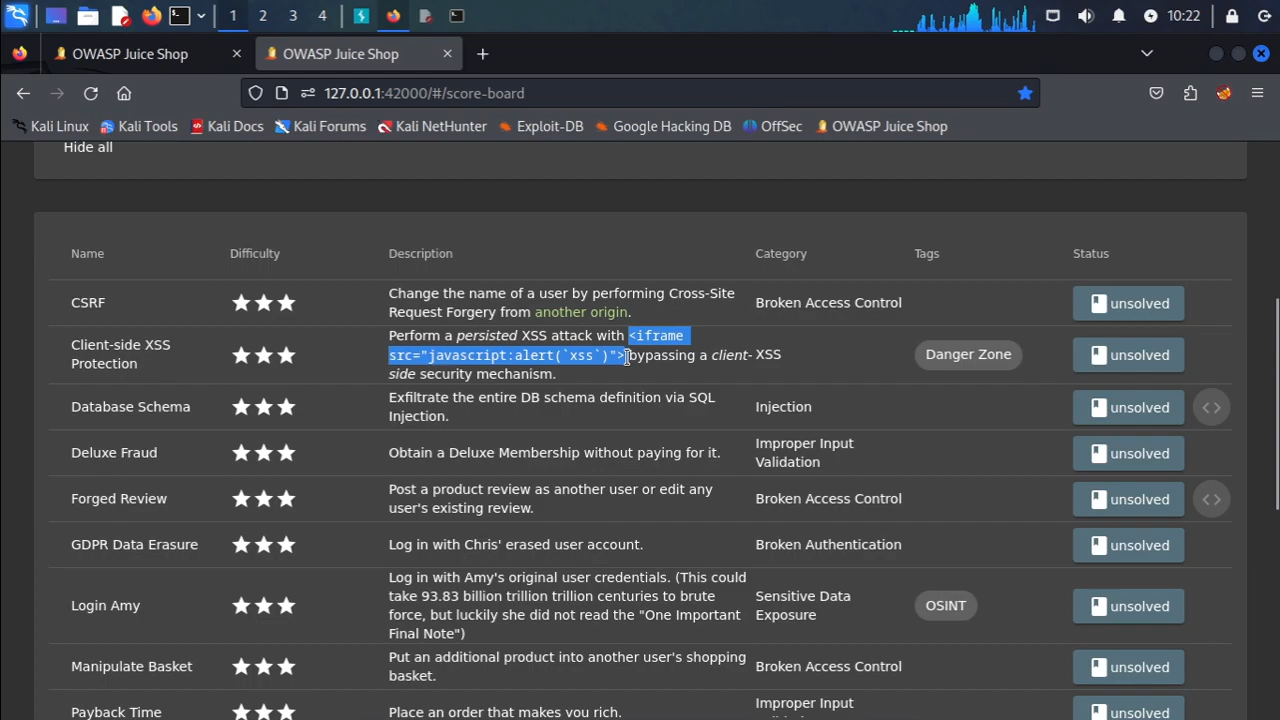 1 2 3 4 10:22
OWASP Juice Shop OWASP Juice Shop
127.0.0.1:42000/#/score-board
Kali Linux Kali Tools Kali Docs Kali Forums Kali NetHunter Exploit-DB Google Hacking DB OffSec OWASP Juice Shop
Hide all
Name Difficulty Description Category Tags Status
CSRF
Change the name of a user by performing Cross-Site
Request Forgery from another origin.
Broken Access Control
unsolved
Client-side XSS
Protection
Perform a persisted XSS attack with <iframe
src="javascript:alert(`xss`)"> bypassing a client-
side security mechanism.
XSS
Danger Zone
unsolved
Database Schema
Exfiltrate the entire DB schema definition via SQL
Injection.
Injection
unsolved <>
Deluxe Fraud
Obtain a Deluxe Membership without paying for it.
Improper Input
Validation
unsolved
Forged Review
Post a product review as another user or edit any
user's existing review.
Broken Access Control
unsolved <>
GDPR Data Erasure
Log in with Chris' erased user account.
Broken Authentication
unsolved
Login Amy
Log in with Amy's original user credentials. (This could
take 93.83 billion trillion trillion centuries to brute
force, but luckily she did not read the "One Important
Final Note")
Sensitive Data
Exposure
OSINT
unsolved
Manipulate Basket
Put an additional product into another user's shopping
basket.
Broken Access Control
unsolved
Payback Time
Place an order that makes you rich.
Improper Input
unsolved